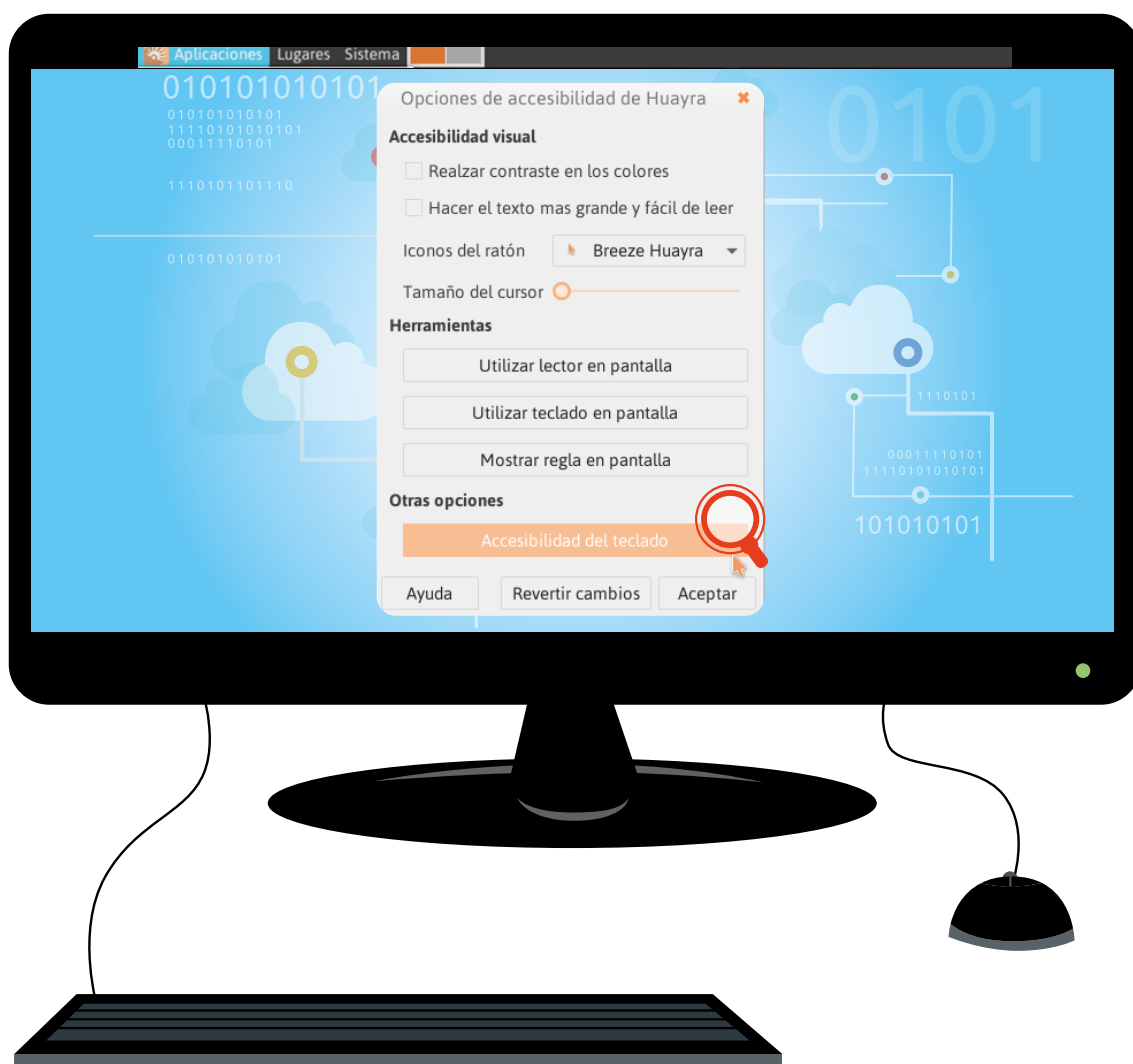 Aplicaciones Lugares Sistema
010101010101
010101010101
11110101010101
00011110101
1110101101110
010101010101
0101
Opciones de accesibilidad de Huayra
Accesibilidad visual
Realzar contraste en los colores
Hacer el texto mas grande y fácil de leer
Iconos del ratón Breeze Huayra
Tamaño del cursor
Herramientas
Utilizar lector en pantalla
Utilizar teclado en pantalla
Mostrar regla en pantalla
Otras opciones
Accesibilidad del teclado
Ayuda Revertir cambios Aceptar
1110101
00011110101
11110101010101
101010101